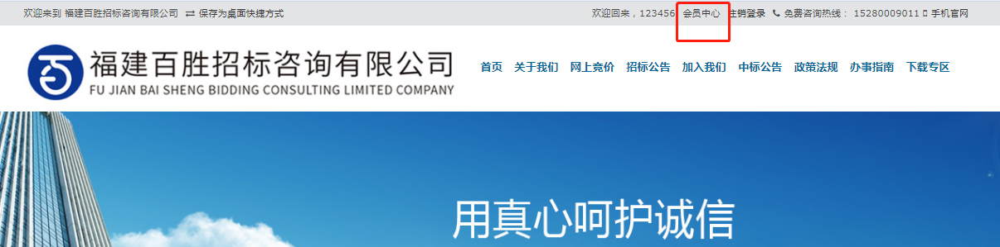 欢迎来到 福建百胜招标咨询有限公司 ⇄ 保存为桌面快捷方式 欢迎回来，123456 会员中心 注销登录 免费咨询热线： 15280009011 手机官网
福建百胜招标咨询有限公司
FU JIAN BAI SHENG BIDDING CONSULTING LIMITED COMPANY
首页 关于我们 网上竞价 招标公告 加入我们 中标公告 政策法规 办事指南 下载专区
用真心呵护诚信